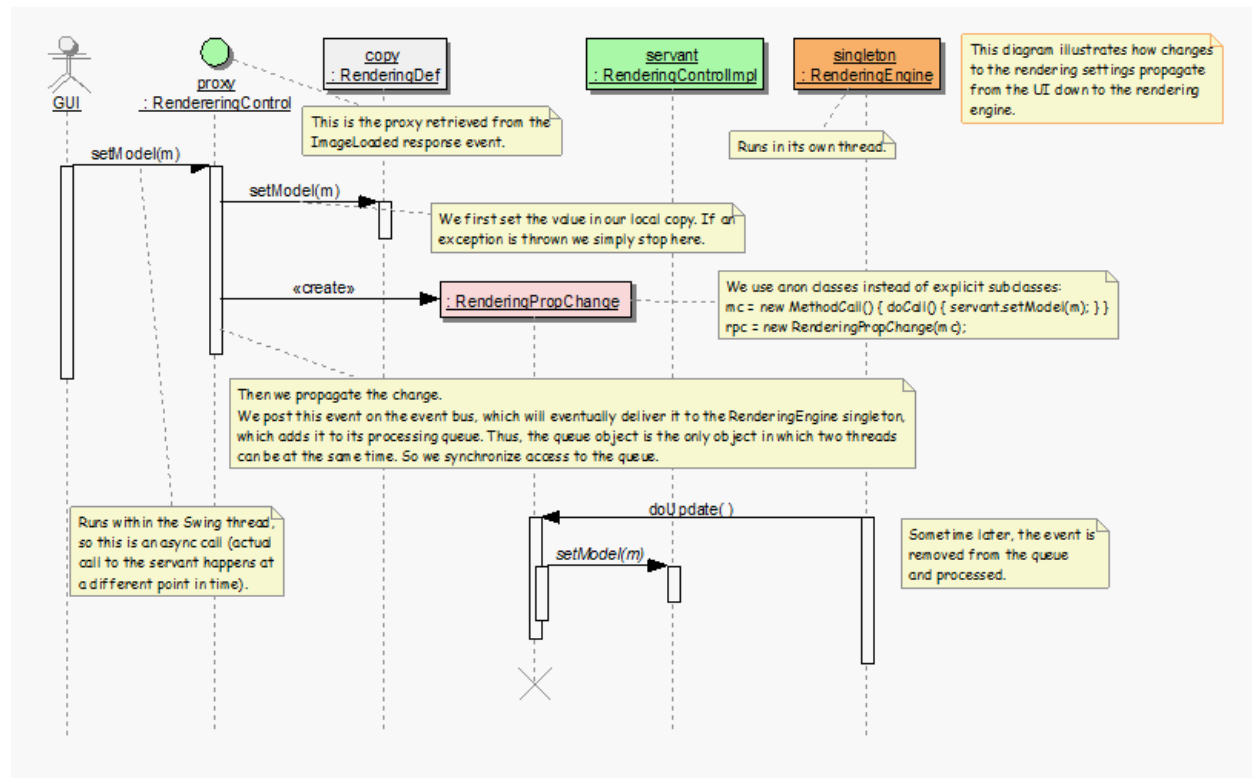 GUI
proxy
: RendereringControl
copy
: RenderingDef
servant
: RenderingControlImpl
singleton
: RenderingEngine
This diagram illustrates how changes
to the rendering settings propagate
from the UI down to the rendering
engine.
This is the proxy retrieved from the
ImageLoaded response event.
Runs in its own thread.
setModel(m)
setModel(m)
We first set the value in our local copy. If an
exception is thrown we simply stop here.
«create»
: RenderingPropChange
We use anon classes instead of explicit subclasses:
mc = new MethodCall() { doCall() { servant.setModel(m); } }
rpc = new RenderingPropChange(mc);
Then we propagate the change.
We post this event on the event bus, which will eventually deliver it to the RenderingEngine singleton,
which adds it to its processing queue. Thus, the queue object is the only object in which two threads
can be at the same time. So we synchronize access to the queue.
Runs within the Swing thread,
so this is an async call (actual
call to the servant happens at
a different point in time).
doUpdate( )
setModel(m)
Sometime later, the event is
removed from the queue
and processed.